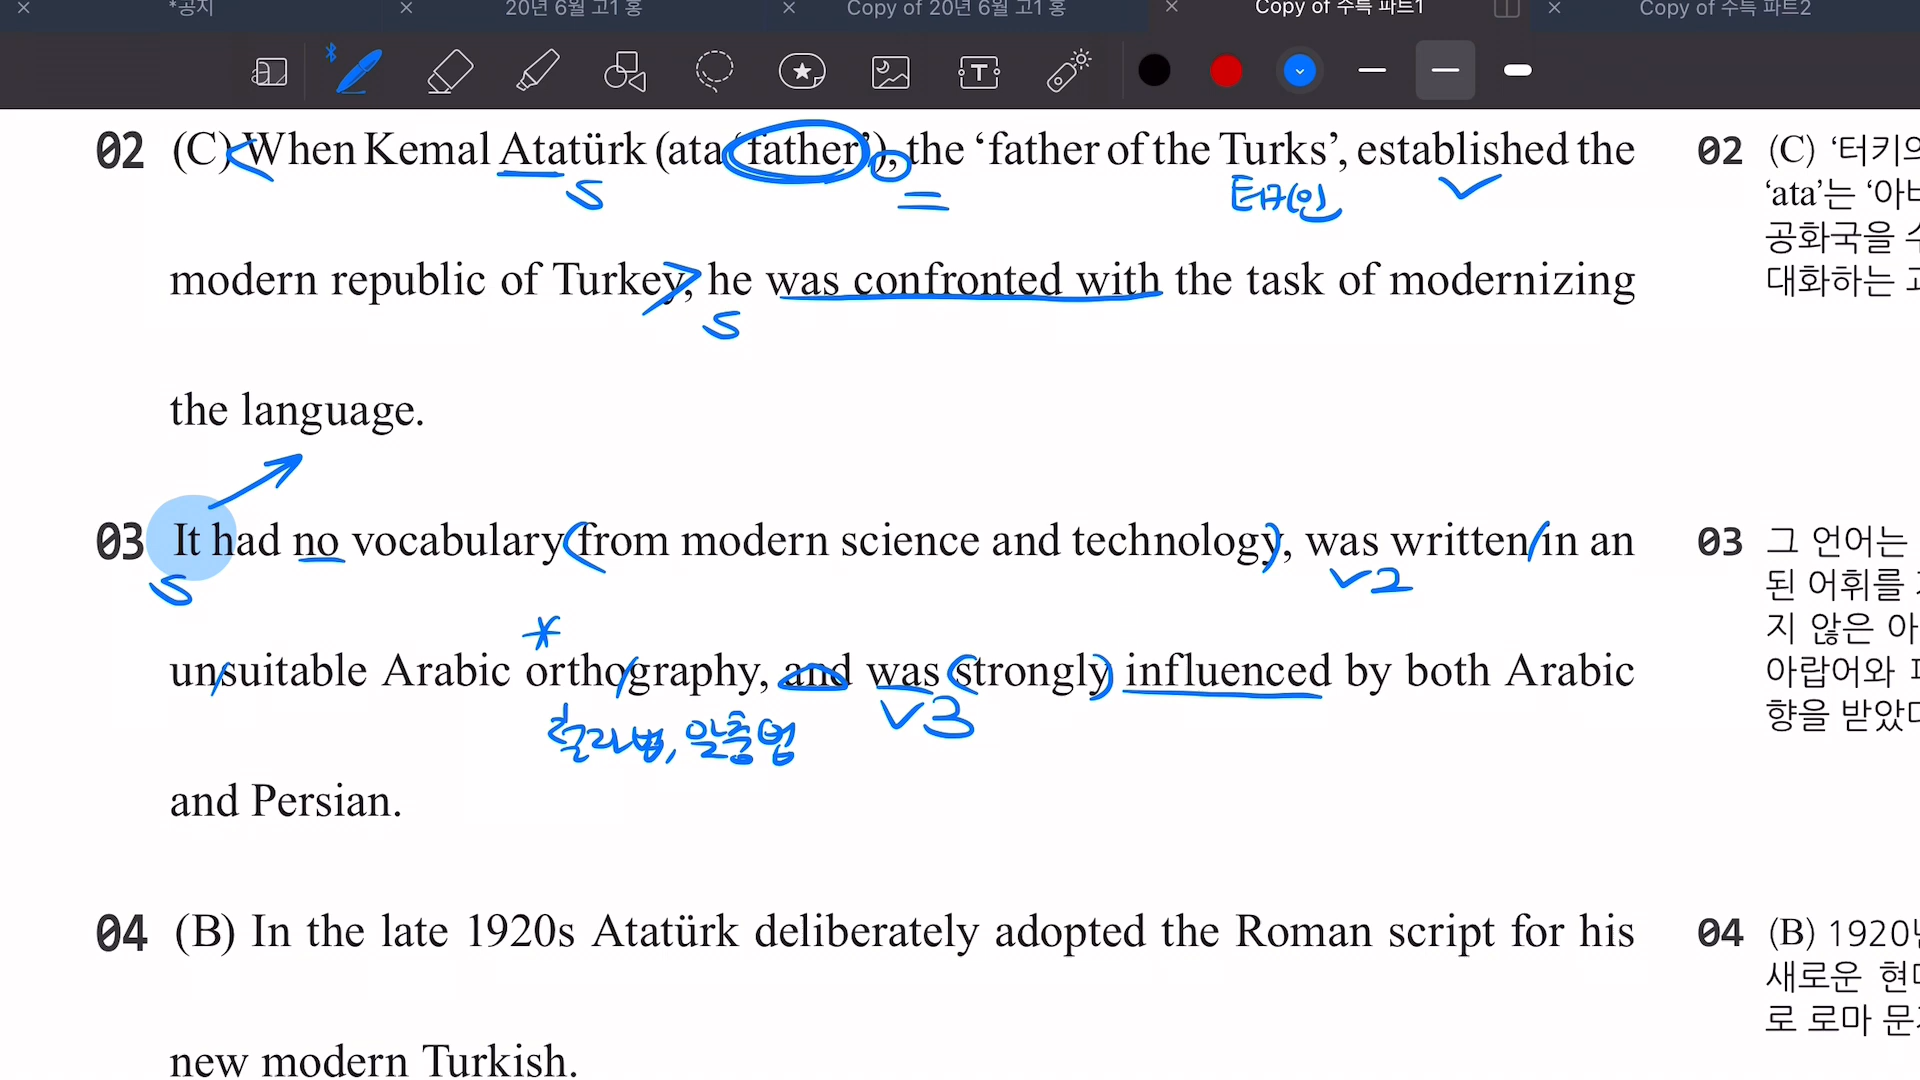 *공지
20년 6월 고1 홍
Copy of 20년 6월 고1 홍
Copy of 수특 파트1
Copy of 수특 파트2
02 (C) When Kemal Atatürk (ata ‘father’), the ‘father of the Turks’, established the
S = 터키인 V
modern republic of Turkey, he was confronted with the task of modernizing
S
the language.
03 It had no vocabulary from modern science and technology, was written in an
S V2
unsuitable Arabic orthography, and was strongly influenced by both Arabic
철자법, 맞춤법 V3
and Persian.
04 (B) In the late 1920s Atatürk deliberately adopted the Roman script for his
new modern Turkish.
02 (C) ‘터키의
‘ata’는 ‘아버
공화국을 수
대화하는 고
03 그 언어는
된 어휘를
지 않은 아
아랍어와
향을 받았다
04 (B) 1920년
새로운 현대
로 로마 문자